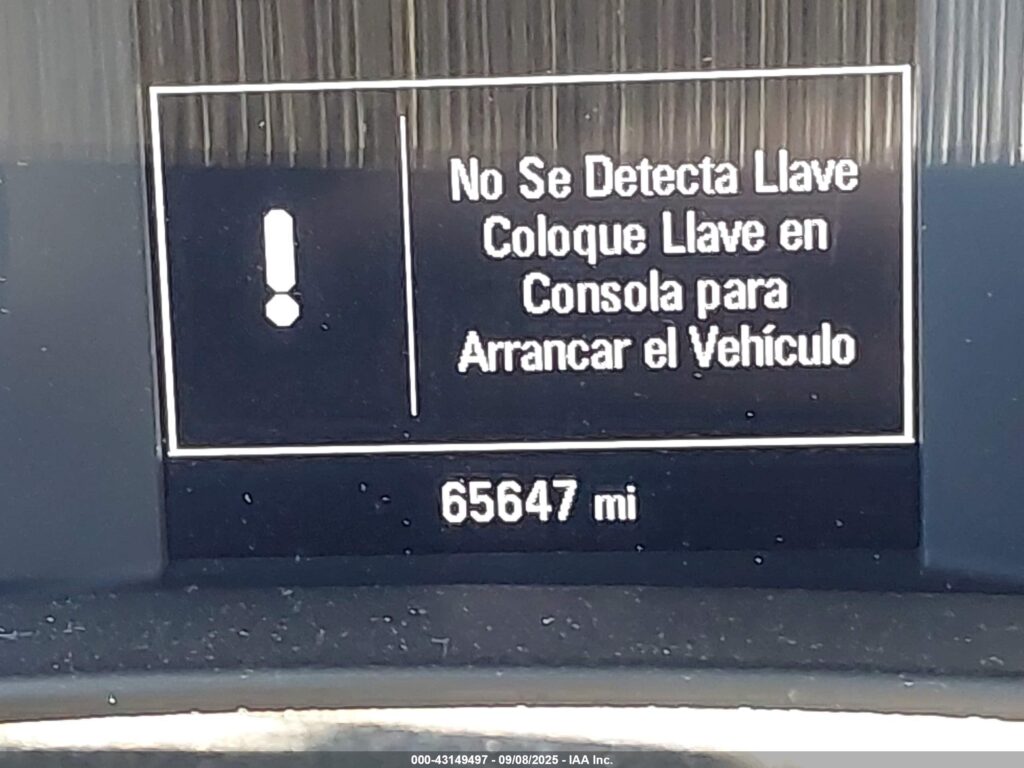 No Se Detecta Llave
Coloque Llave en
Consola para
Arrancar el Vehículo
65647 mi
000-43149497 - 09/08/2025 - IAA Inc.